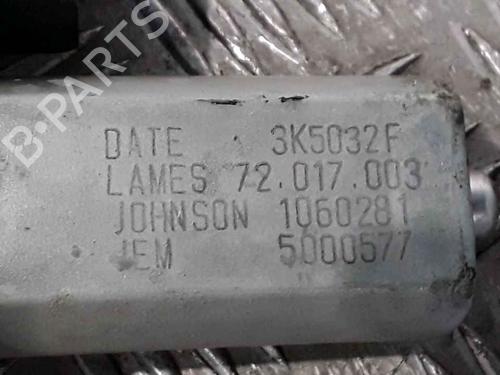 DATE 3K5032F
LAMES 72.017.003
JOHNSON 1060281
JEM 5000577
B-Parts